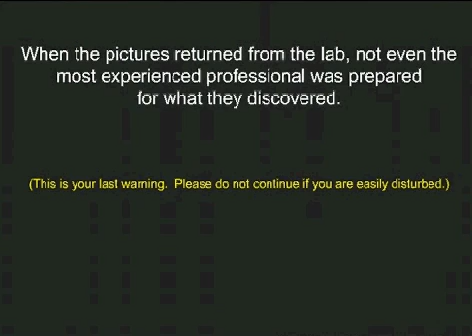 When the pictures returned from the lab, not even the
most experienced professional was prepared
for what they discovered.
(This is your last warning.  Please do not continue if you are easily disturbed.)